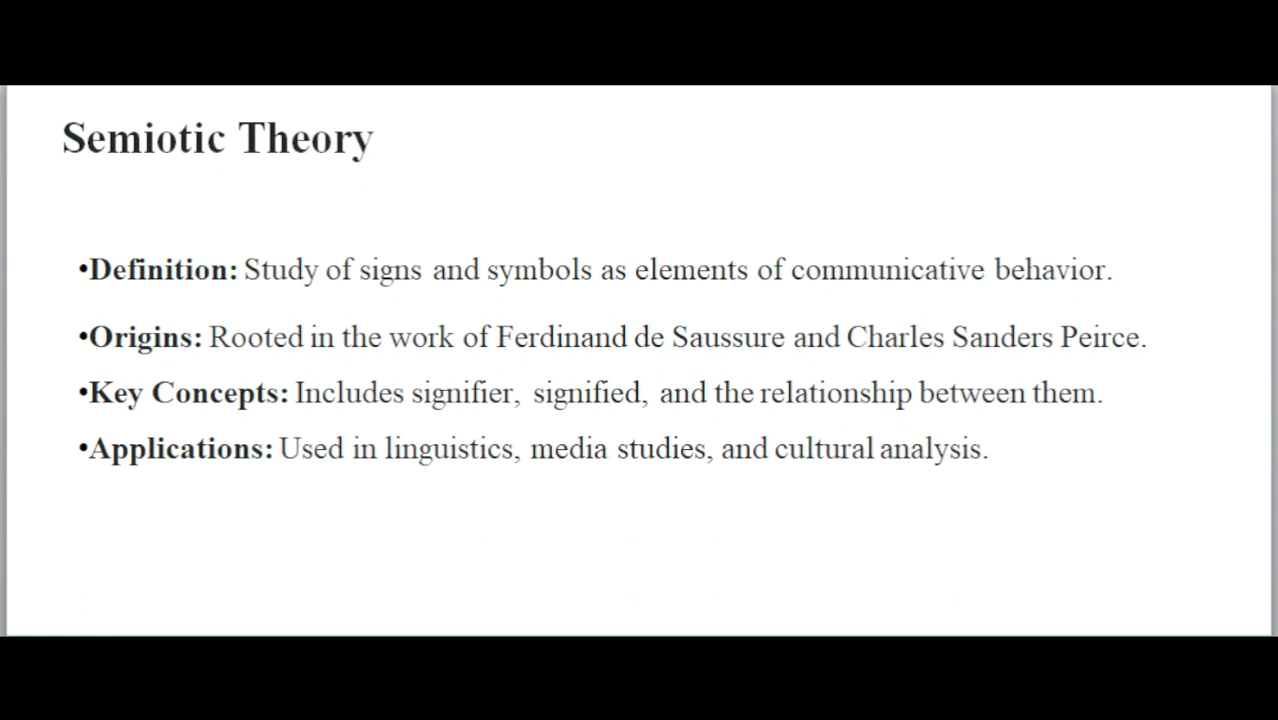 Semiotic Theory
•Definition: Study of signs and symbols as elements of communicative behavior.
•Origins: Rooted in the work of Ferdinand de Saussure and Charles Sanders Peirce.
•Key Concepts: Includes signifier, signified, and the relationship between them.
•Applications: Used in linguistics, media studies, and cultural analysis.